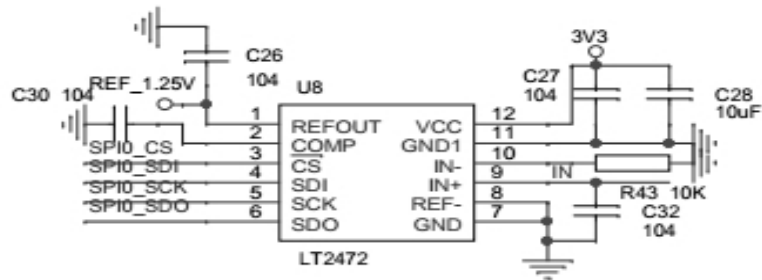 3V3
C26
104
U8
C27
104
C28
10uF
REF_1.25V
C30 104
1 REFOUT VCC 12
2 COMP GND1 11
SPI0_CS 3 CS IN- 10
SPI0_SDI 4 SDI IN+ 9 IN
SPI0_SCK 5 SCK REF- 8
SPI0_SDO 6 SDO GND 7
R43 10K
C32
104
LT2472